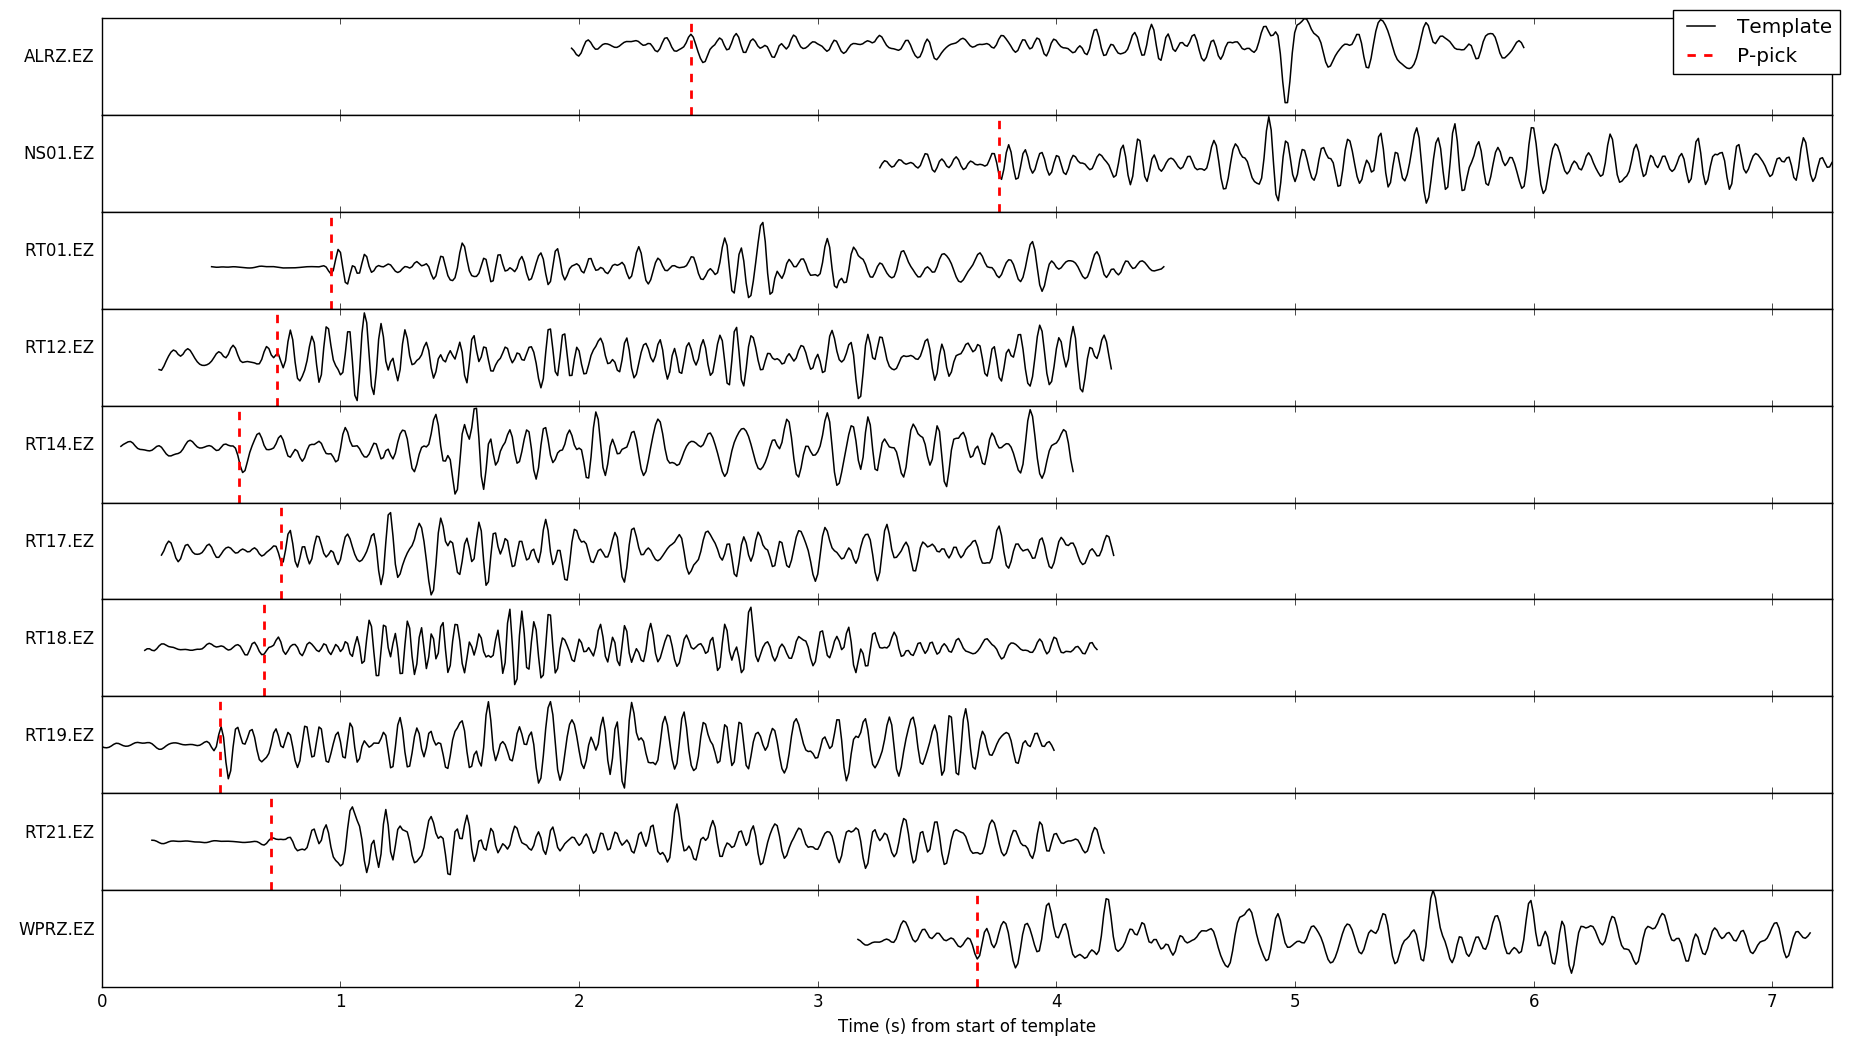 Template
P-pick
ALRZ.EZ
NS01.EZ
RT01.EZ
RT12.EZ
RT14.EZ
RT17.EZ
RT18.EZ
RT19.EZ
RT21.EZ
WPRZ.EZ
0 1 2 3 4 5 6 7
Time (s) from start of template